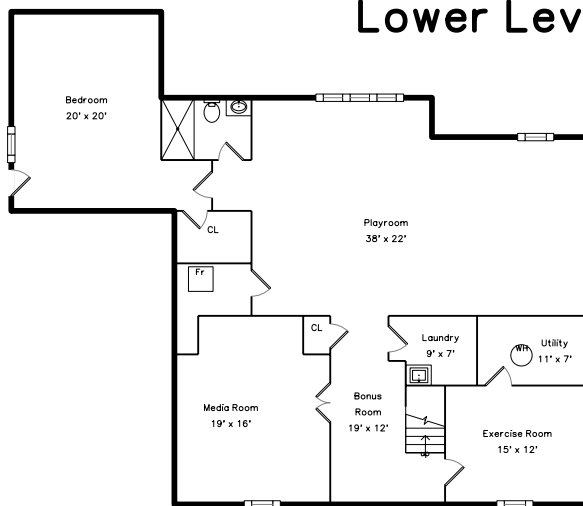 Lower Lev
Bedroom
20' x 20'
CL
Playroom
38' x 22'
Fr
CL
Laundry
9' x 7'
WH
Utility
11' x 7'
Media Room
19' x 16'
Bonus
Room
19' x 12'
Exercise Room
15' x 12'